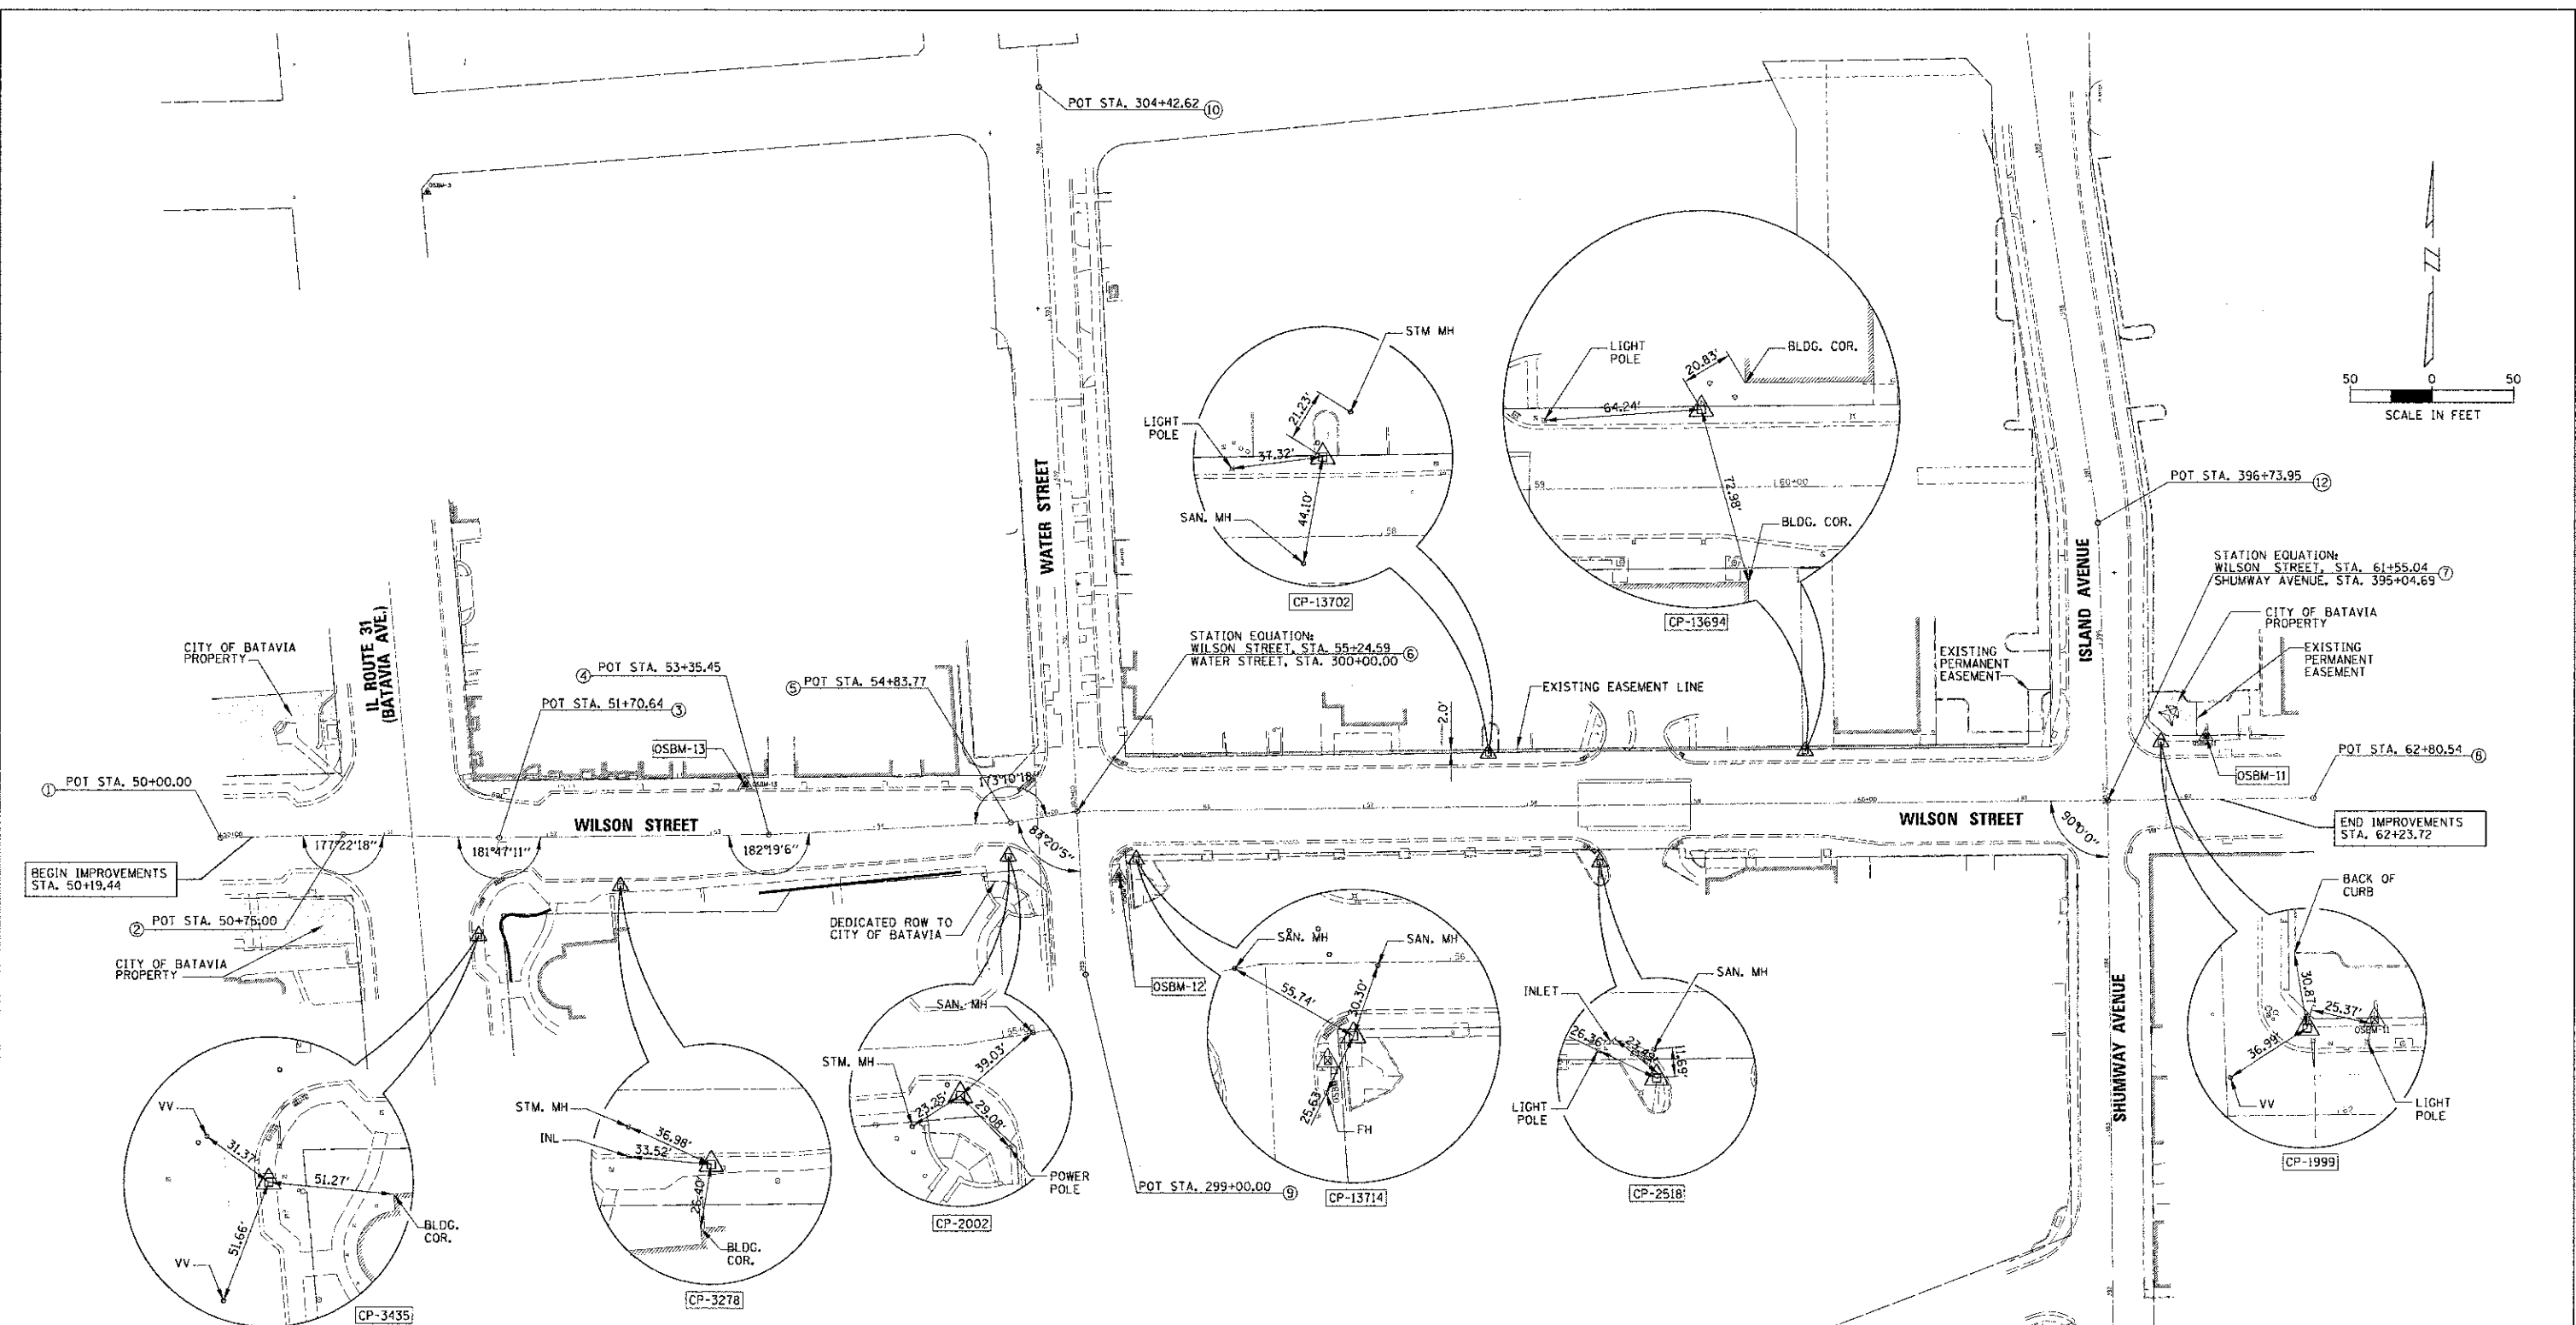 POT STA. 304+42.62 10
OSBM-3
STM MH
LIGHT
POLE
21.23'
37.32'
44.10'
SAN. MH
58
CP-13702
LIGHT
POLE
20.83'
BLDG. COR.
64.24'
59
60+00
72.98'
BLDG. COR.
CP-13694
50 0 50
SCALE IN FEET
POT STA. 396+73.95 12
STATION EQUATION:
WILSON STREET, STA. 61+55.04
SHUMWAY AVENUE, STA. 395+04.69 7
CITY OF BATAVIA
PROPERTY
EXISTING
PERMANENT
EASEMENT
EXISTING
PERMANENT
EASEMENT
ISLAND AVENUE
WATER STREET
IL ROUTE 31
(BATAVIA AVE.)
CITY OF BATAVIA
PROPERTY
4 POT STA. 53+35.45
5 POT STA. 54+83.77
POT STA. 51+70.64 3
OSBM-13
STATION EQUATION:
WILSON STREET, STA. 55+24.59
WATER STREET, STA. 300+00.00 6
EXISTING EASEMENT LINE
2.0'
POT STA. 62+80.54 8
OSBM-11
1 POT STA. 50+00.00
173°10'18"
WILSON STREET
WILSON STREET
177°22'18"
181°47'11"
182°19'6"
83°20'5"
90°0'0"
END IMPROVEMENTS
STA. 62+23.72
BEGIN IMPROVEMENTS
STA. 50+19.44
2 POT STA. 50+75.00
CITY OF BATAVIA
PROPERTY
DEDICATED ROW TO
CITY OF BATAVIA
OSBM-12
BACK OF
CURB
SHUMWAY AVENUE
VV
31.37'
51.27'
51.66'
VV
BLDG.
COR.
CP-3435
STM. MH
INL
36.98'
33.52'
26.40'
BLDG.
COR.
CP-3278
SAN. MH
STM. MH
39.03'
23.25'
29.08'
POWER
POLE
CP-2002
POT STA. 299+00.00 9
SAN. MH
SAN. MH
56
55.74'
30.30'
25.63'
FH
CP-13714
INLET
SAN. MH
26.36'
11.69'
LIGHT
POLE
CP-2518
30.87'
25.37'
OSBM-11
36.99'
VV
LIGHT
POLE
62
CP-1999